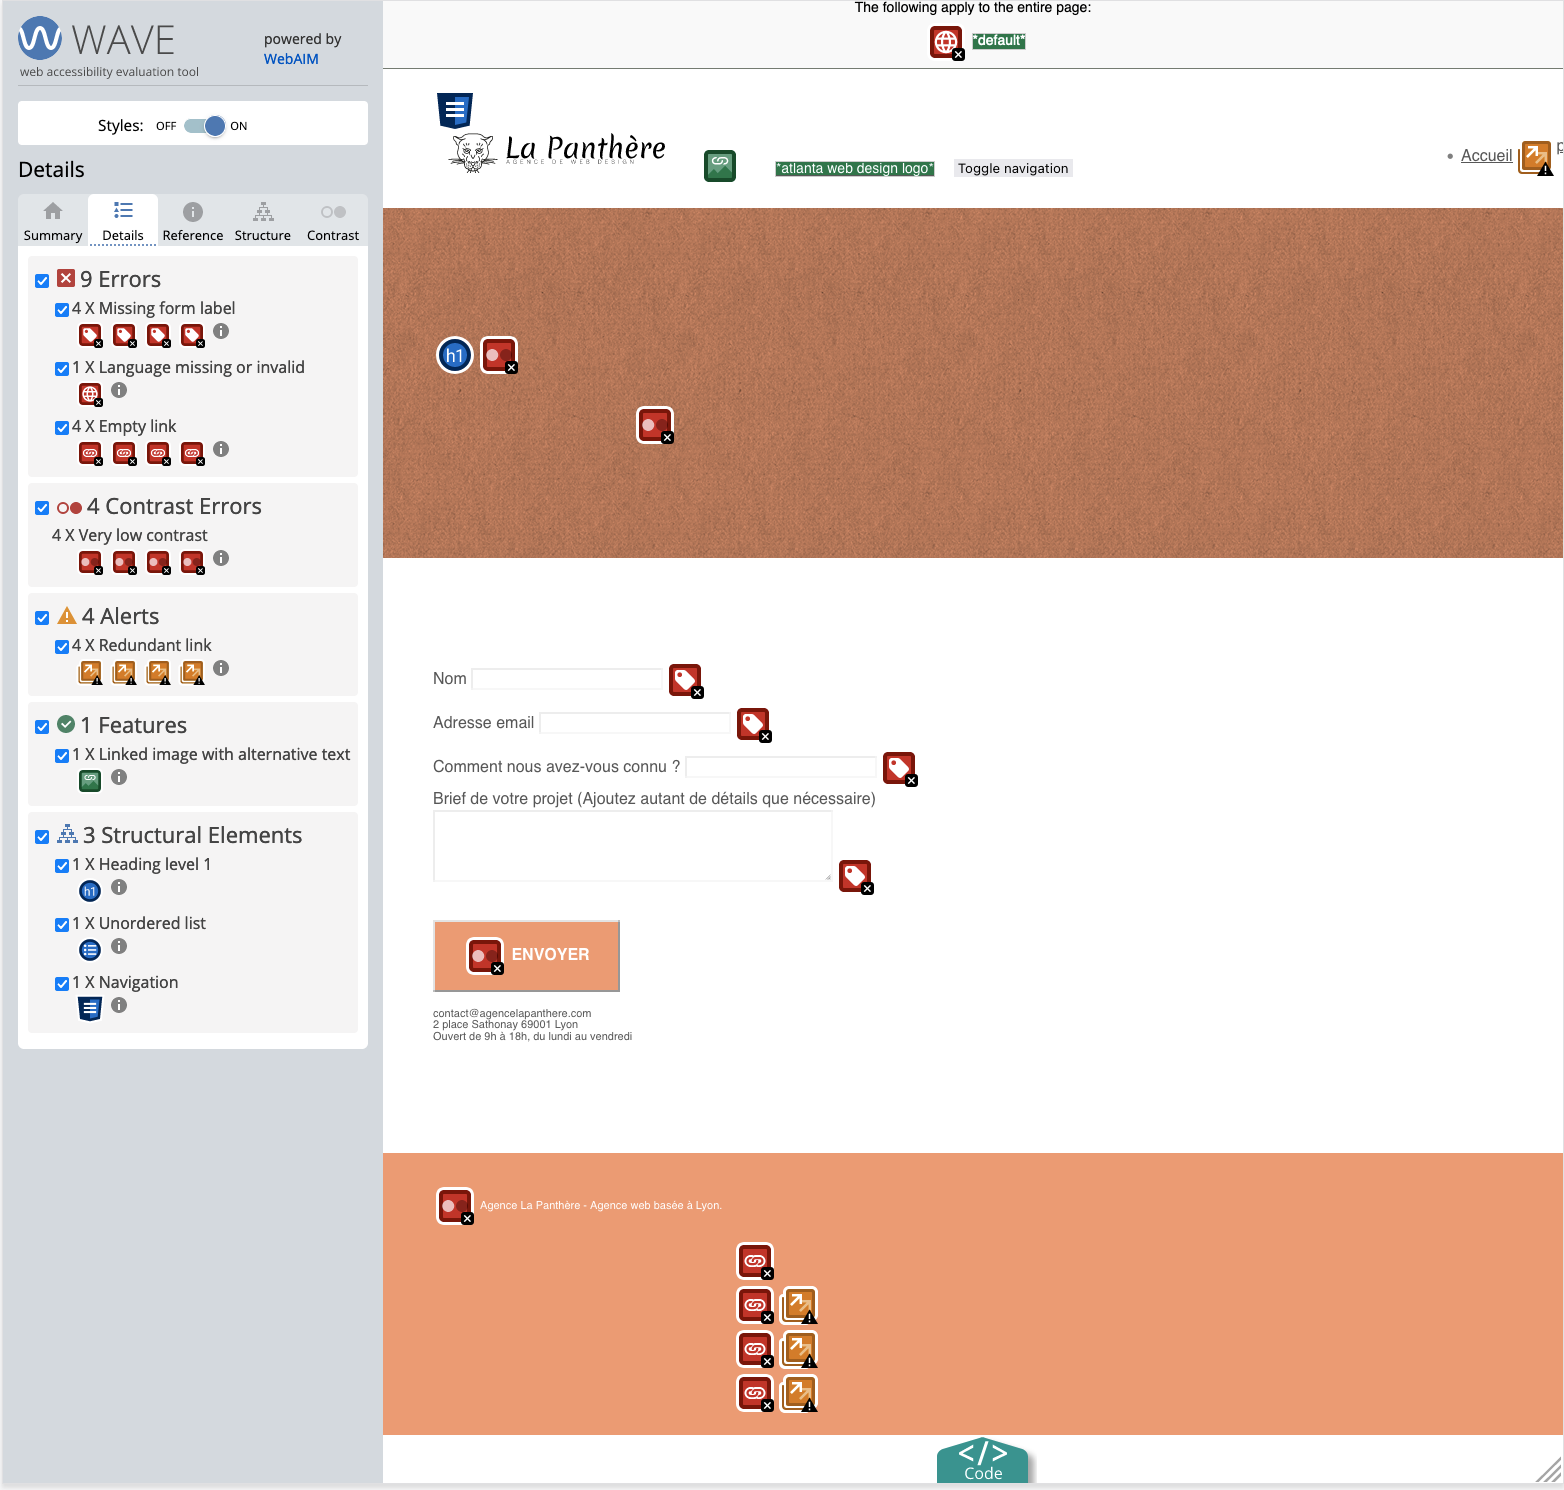 WAVE
powered by
WebAIM
web accessibility evaluation tool
Styles: OFF ON
Details
Summary Details Reference Structure Contrast
9 Errors
4 X Missing form label
1 X Language missing or invalid
4 X Empty link
4 Contrast Errors
4 X Very low contrast
4 Alerts
4 X Redundant link
1 Features
1 X Linked image with alternative text
3 Structural Elements
1 X Heading level 1
h1
1 X Unordered list
1 X Navigation
The following apply to the entire page:
*default*
La Panthère
AGENCE DE WEB DESIGN
*atlanta web design logo*
Toggle navigation
• Accueil
h1
Nom
Adresse email
Comment nous avez-vous connu ?
Brief de votre projet (Ajoutez autant de détails que nécessaire)
ENVOYER
contact@agencelapanthere.com
2 place Sathonay 69001 Lyon
Ouvert de 9h à 18h, du lundi au vendredi
Agence La Panthère - Agence web basée à Lyon.
</>
Code